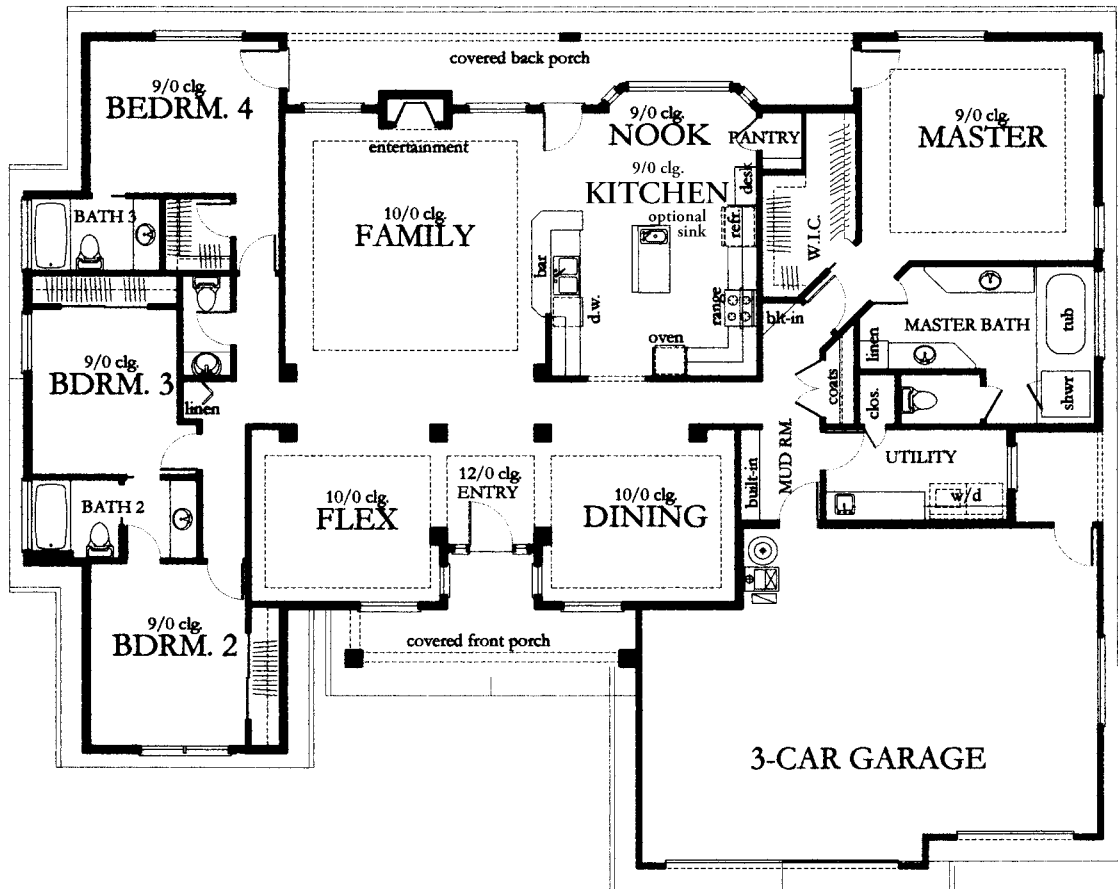 covered back porch
9/0 clg.
BEDRM. 4
9/0 clg.
NOOK
PANTRY
9/0 clg.
MASTER
entertainment
9/0 clg.
KITCHEN
desk
optional
sink
refr.
10/0 clg.
FAMILY
BATH 3
W.I.C.
bar
d.w.
range
blt-in
oven
MASTER BATH
tub
linen
9/0 clg.
BDRM. 3
linen
coats
clos.
shwr
MUD RM.
UTILITY
built-in
w/d
12/0 clg.
ENTRY
10/0 clg.
FLEX
10/0 clg.
DINING
BATH 2
9/0 clg.
BDRM. 2
covered front porch
3-CAR GARAGE